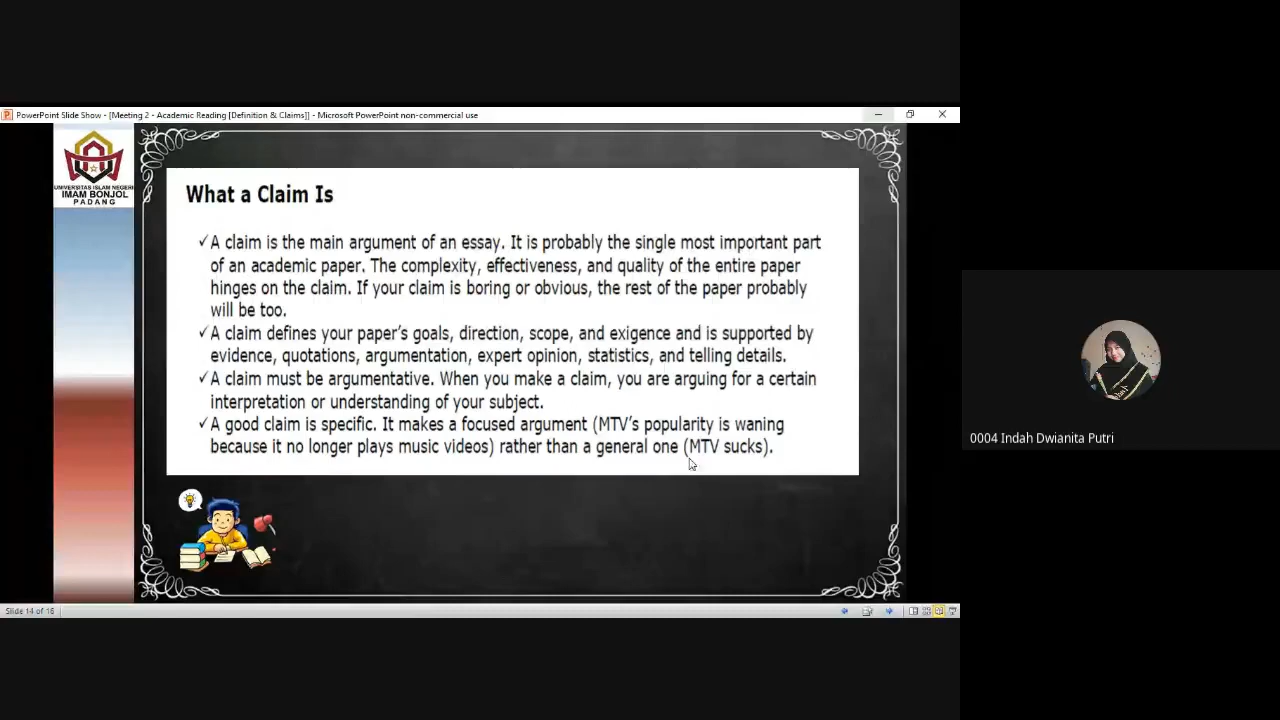 PowerPoint Slide Show - [Meeting 2 - Academic Reading [Definition & Claims]] - Microsoft PowerPoint non-commercial use
UNIVERSITAS ISLAM NEGERI
IMAM BONJOL
PADANG
What a Claim Is
✓A claim is the main argument of an essay. It is probably the single most important part
of an academic paper. The complexity, effectiveness, and quality of the entire paper
hinges on the claim. If your claim is boring or obvious, the rest of the paper probably
will be too.
✓A claim defines your paper's goals, direction, scope, and exigence and is supported by
evidence, quotations, argumentation, expert opinion, statistics, and telling details.
✓A claim must be argumentative. When you make a claim, you are arguing for a certain
interpretation or understanding of your subject.
✓A good claim is specific. It makes a focused argument (MTV's popularity is waning
because it no longer plays music videos) rather than a general one (MTV sucks).
0004 Indah Dwianita Putri
Slide 14 of 16